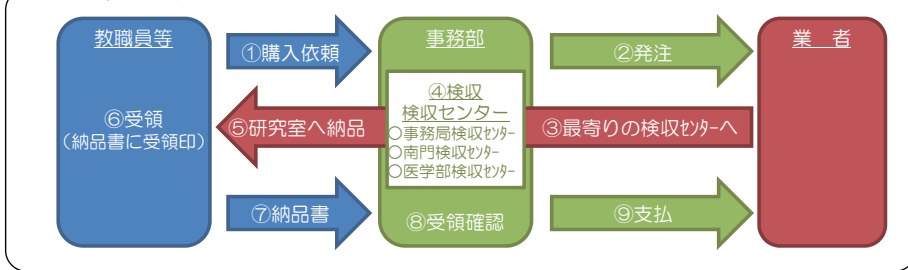 教職員等
⑥受領
（納品書に受領印）
①購入依頼
⑤研究室へ納品
⑦納品書
事務部
④検収
検収センター
○事務局検収ｾﾝﾀｰ
○南門検収ｾﾝﾀｰ
○医学部検収ｾﾝﾀｰ
⑧受領確認
②発注
③最寄りの検収ｾﾝﾀｰへ
⑨支払
業　者